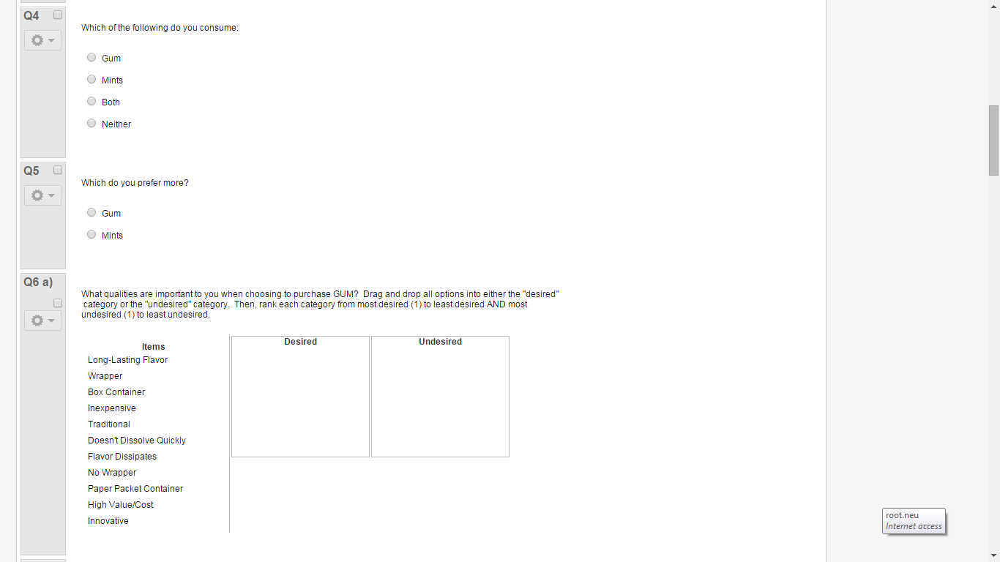 Q4
Which of the following do you consume:
Gum
Mints
Both
Neither
Q5
Which do you prefer more?
Gum
Mints
Q6 a)
What qualities are important to you when choosing to purchase GUM?  Drag and drop all options into either the "desired"
category or the "undesired" category.  Then, rank each category from most desired (1) to least desired AND most
undesired (1) to least undesired.
Items
Desired
Undesired
Long-Lasting Flavor
Wrapper
Box Container
Inexpensive
Traditional
Doesn't Dissolve Quickly
Flavor Dissipates
No Wrapper
Paper Packet Container
High Value/Cost
Innovative
root.neu
Internet access